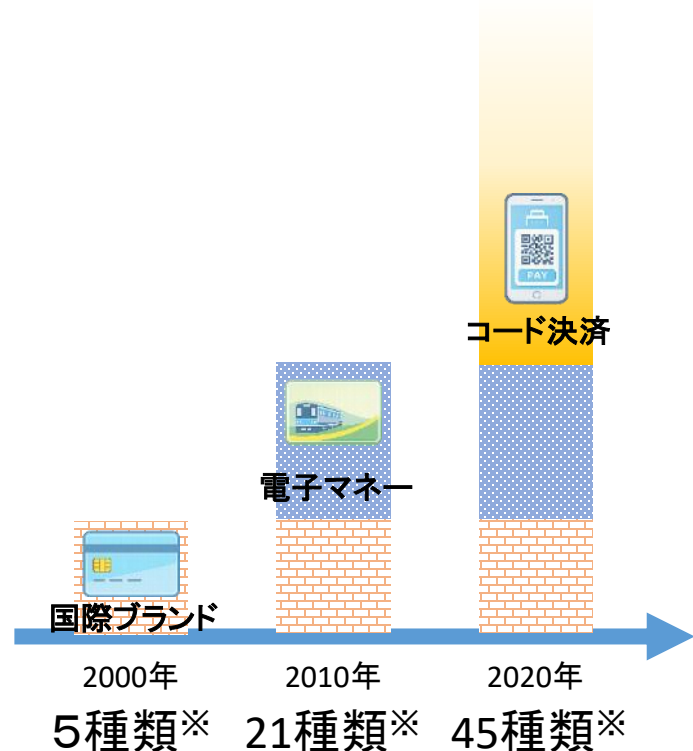 PAY
コード決済
電子マネー
国際ブランド
2000年
2010年
2020年
５種類※
21種類※
45種類※